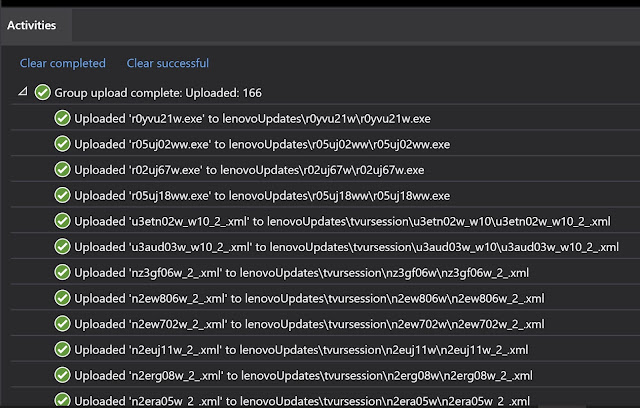 Activities
Clear completed Clear successful
Group upload complete: Uploaded: 166
Uploaded 'r0yvu21w.exe' to lenovoUpdates\r0yvu21w\r0yvu21w.exe
Uploaded 'r05uj02ww.exe' to lenovoUpdates\r05uj02ww\r05uj02ww.exe
Uploaded 'r02uj67w.exe' to lenovoUpdates\r02uj67w\r02uj67w.exe
Uploaded 'r05uj18ww.exe' to lenovoUpdates\r05uj18ww\r05uj18ww.exe
Uploaded 'u3etn02w_w10_2_.xml' to lenovoUpdates\tvursession\u3etn02w_w10\u3etn02w_w10_2_.xml
Uploaded 'u3aud03w_w10_2_.xml' to lenovoUpdates\tvursession\u3aud03w_w10\u3aud03w_w10_2_.xml
Uploaded 'nz3gf06w_2_.xml' to lenovoUpdates\tvursession\nz3gf06w\nz3gf06w_2_.xml
Uploaded 'n2ew806w_2_.xml' to lenovoUpdates\tvursession\n2ew806w\n2ew806w_2_.xml
Uploaded 'n2ew702w_2_.xml' to lenovoUpdates\tvursession\n2ew702w\n2ew702w_2_.xml
Uploaded 'n2euj11w_2_.xml' to lenovoUpdates\tvursession\n2euj11w\n2euj11w_2_.xml
Uploaded 'n2erg08w_2_.xml' to lenovoUpdates\tvursession\n2erg08w\n2erg08w_2_.xml
Uploaded 'n2era05w_2_.xml' to lenovoUpdates\tvursession\n2era05w\n2era05w_2_.xml